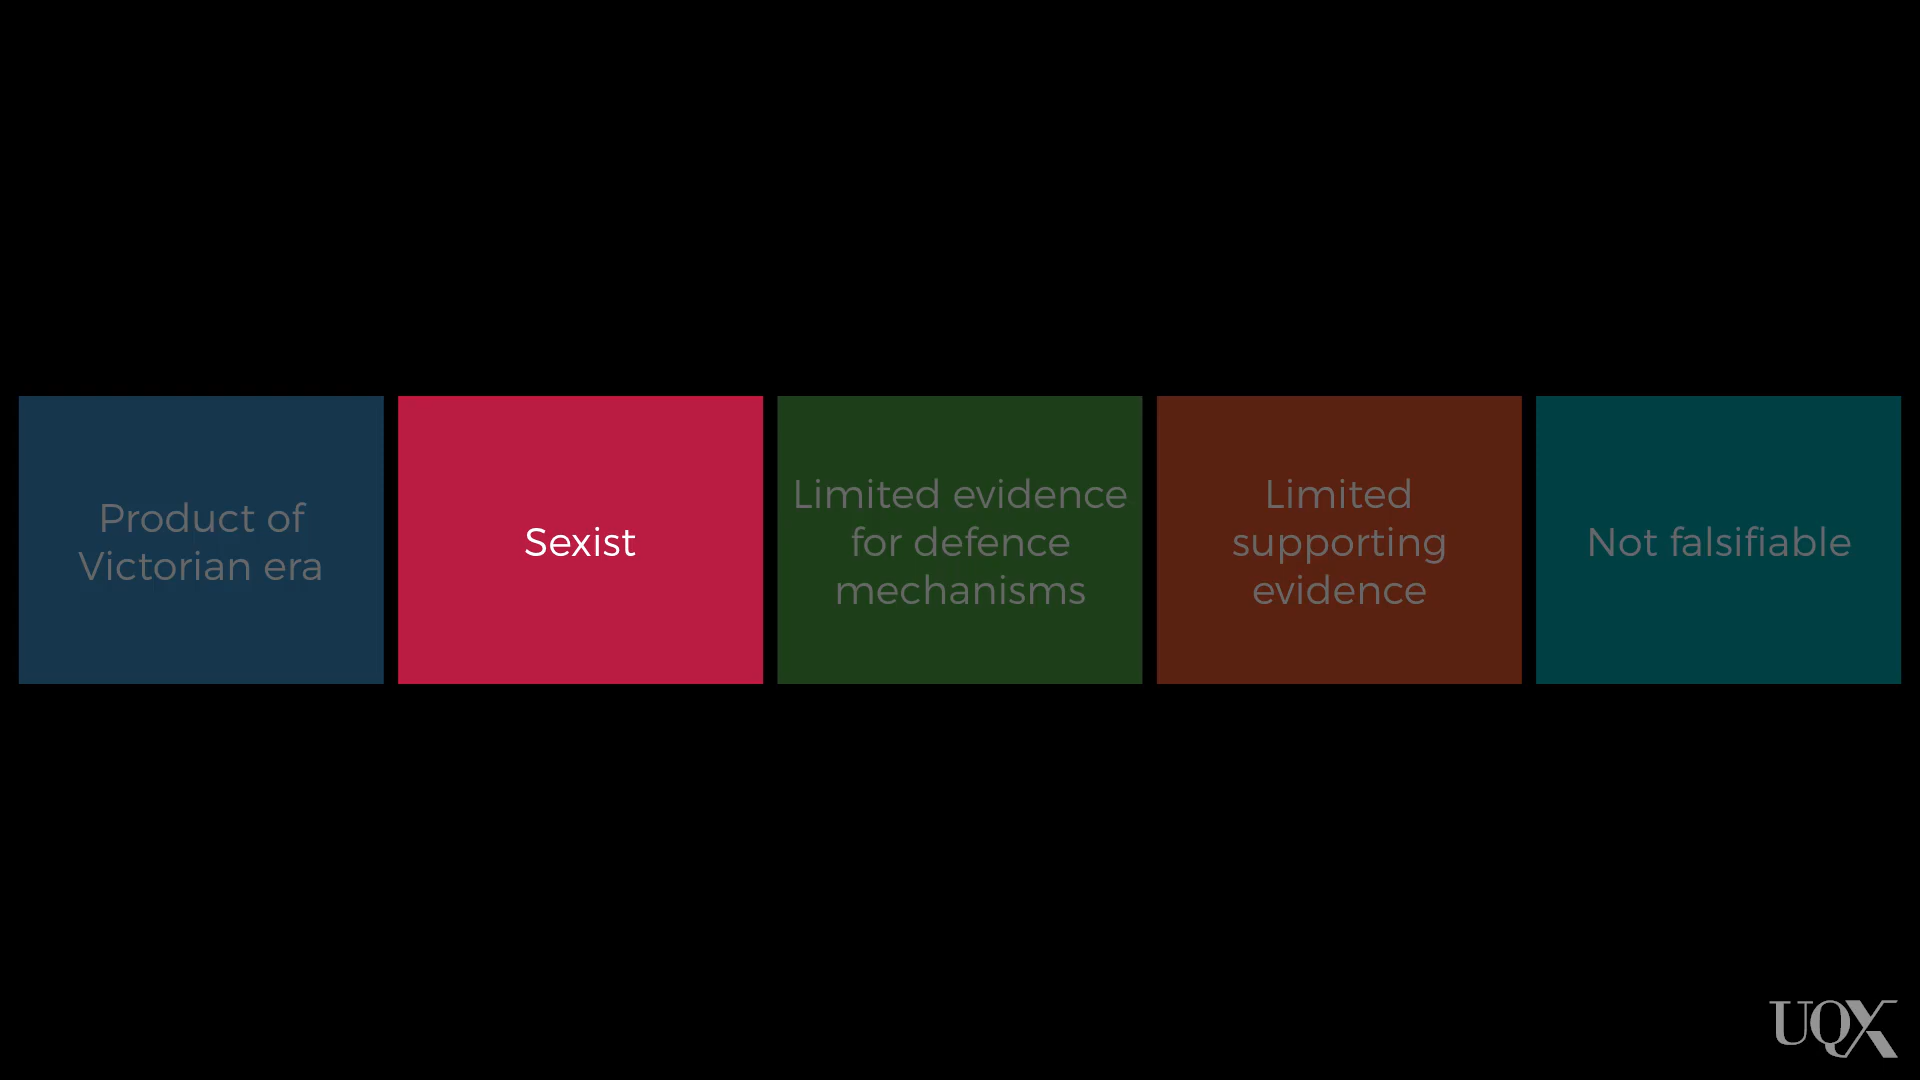 Product of
Victorian era
Sexist
Limited evidence
for defence
mechanisms
Limited
supporting
evidence
Not falsifiable
UQX